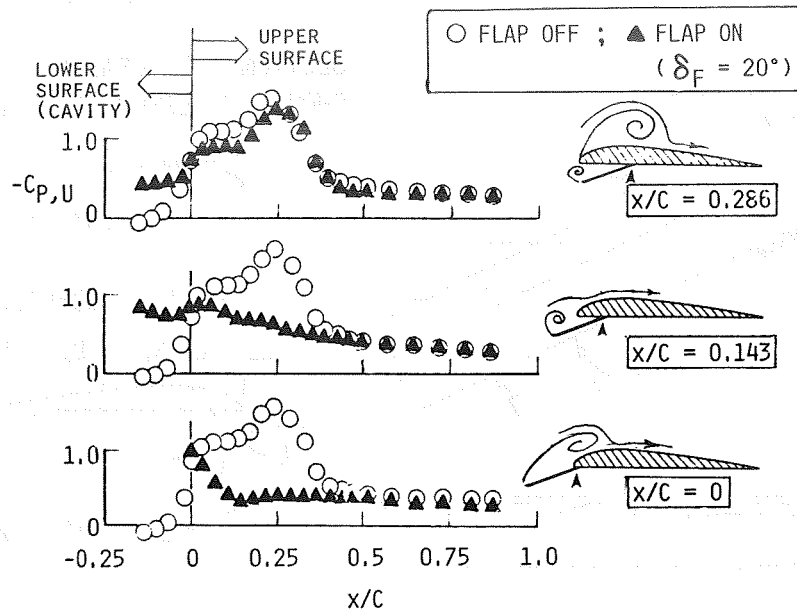 ○ FLAP OFF ; ▲ FLAP ON
(δF = 20°)
UPPER
SURFACE
LOWER
SURFACE
(CAVITY)
1.0
-CP,U
0
x/C = 0.286
1.0
0
x/C = 0.143
1.0
0
x/C = 0
-0.25 0 0.25 0.5 0.75 1.0
x/C